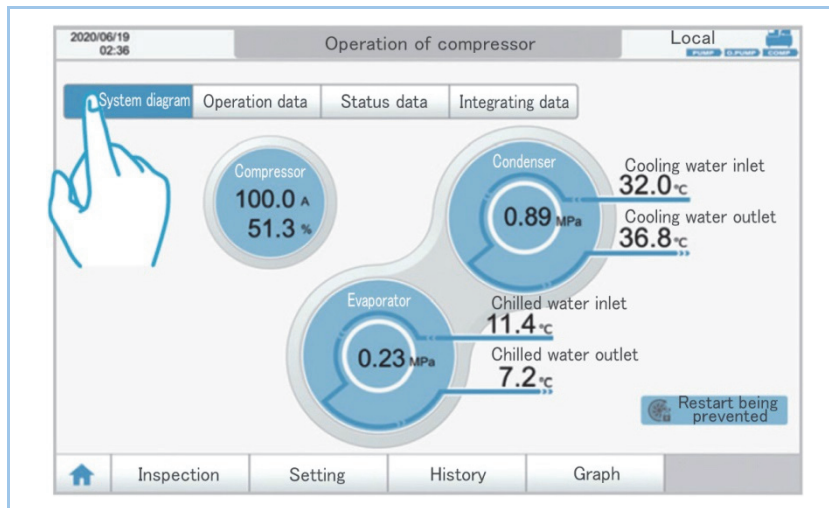 2020/06/19
02:36
Operation of compressor
Local
PUMP O.PUMP COMP
System diagram Operation data Status data Integrating data
Compressor
100.0 A
51.3 %
Condenser
0.89 MPa
Cooling water inlet
32.0 ℃
Cooling water outlet
36.8 ℃
Evaporator
0.23 MPa
Chilled water inlet
11.4 ℃
Chilled water outlet
7.2 ℃
Restart being
prevented
Inspection Setting History Graph